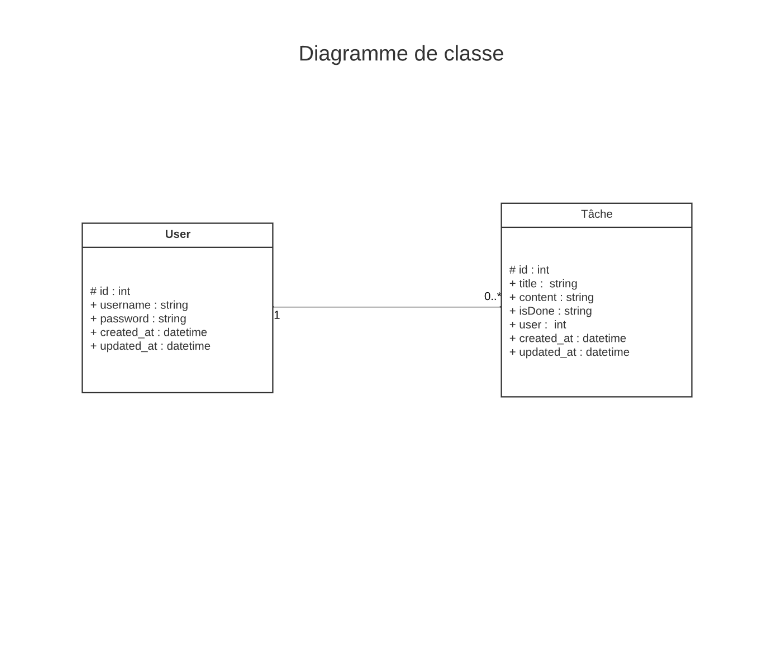 Diagramme de classe
User
# id : int
+ username : string
+ password : string
+ created_at : datetime
+ updated_at : datetime
1
0..*
Tâche
# id : int
+ title :  string
+ content : string
+ isDone : string
+ user :  int
+ created_at : datetime
+ updated_at : datetime